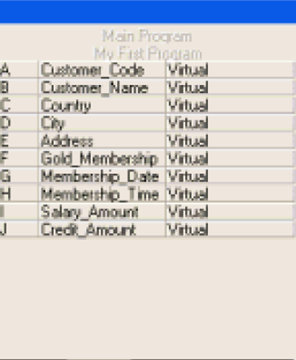 Main Program
My First Program
A Customer_Code Virtual
B Customer_Name Virtual
C Country Virtual
D City Virtual
E Address Virtual
F Gold_Membership Virtual
G Membership_Date Virtual
H Membership_Time Virtual
I Salary_Amount Virtual
J Credit_Amount Virtual